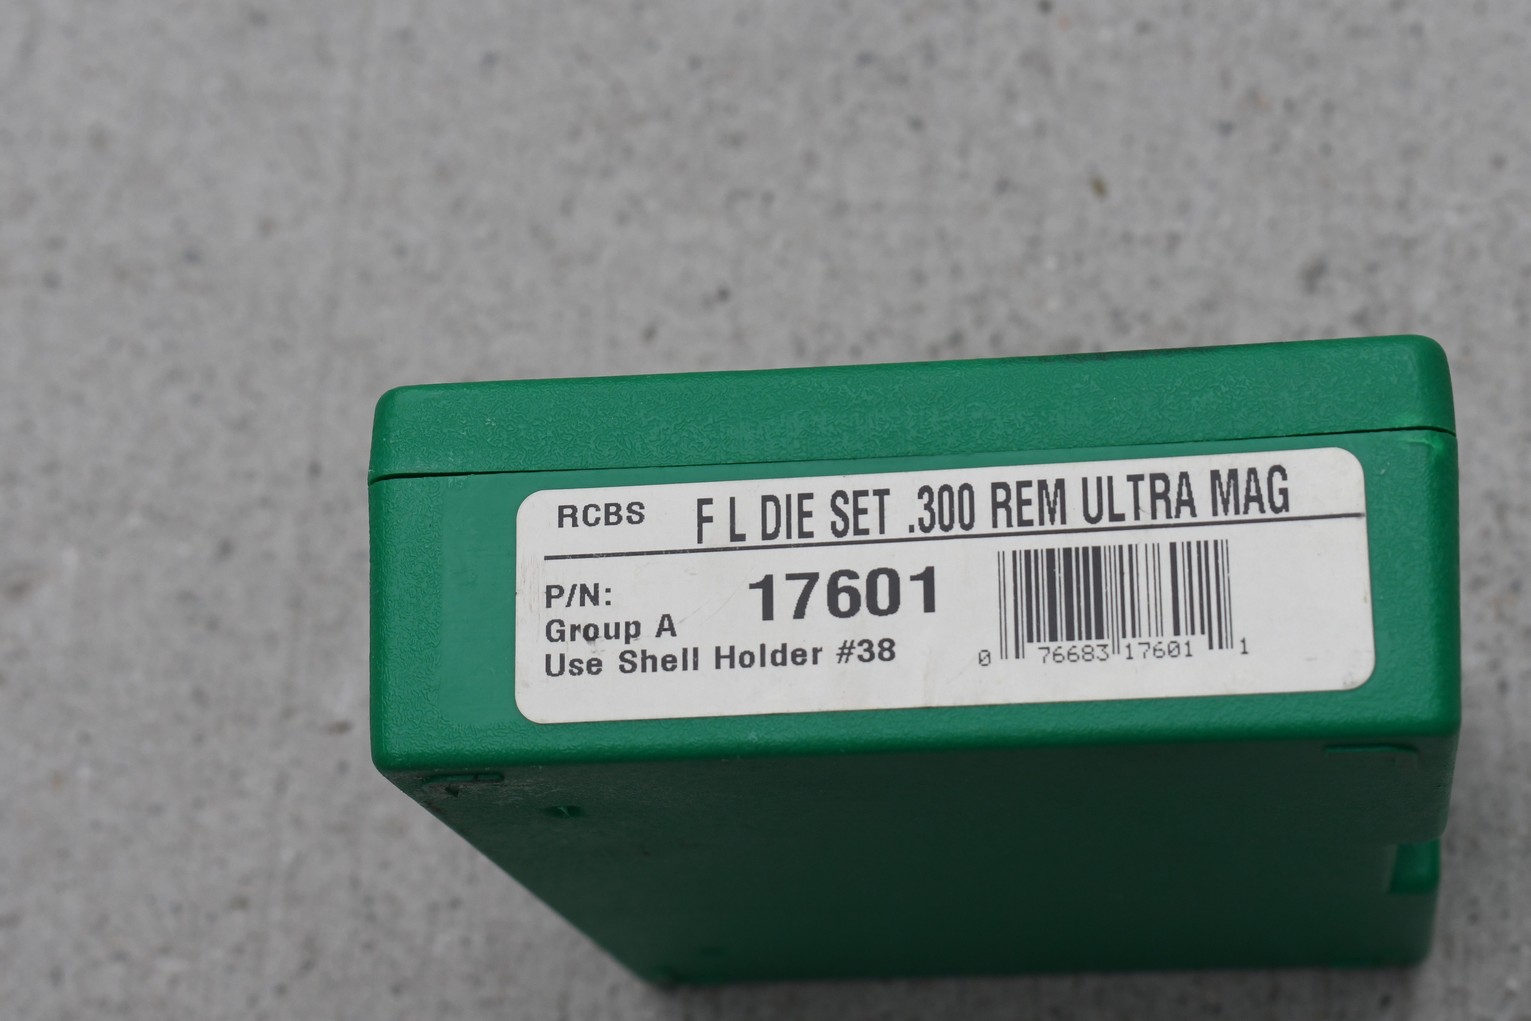 RCBS F L DIE SET .300 REM ULTRA MAG
P/N: 17601
Group A
Use Shell Holder #38
0 76683 17601 1